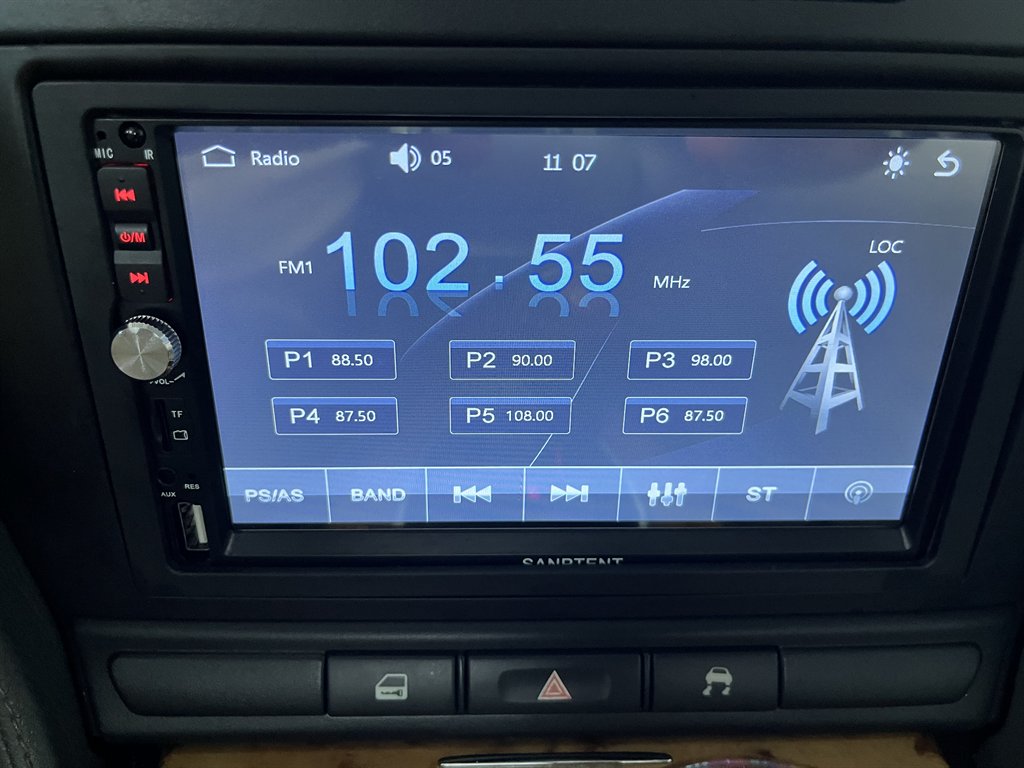 MIC IR
Radio 05 11 07
LOC
FM1 102.55 MHz
⏻/M
P1 88.50 P2 90.00 P3 98.00
VOL
P4 87.50 P5 108.00 P6 87.50
TF
PS/AS BAND ST
RES
AUX